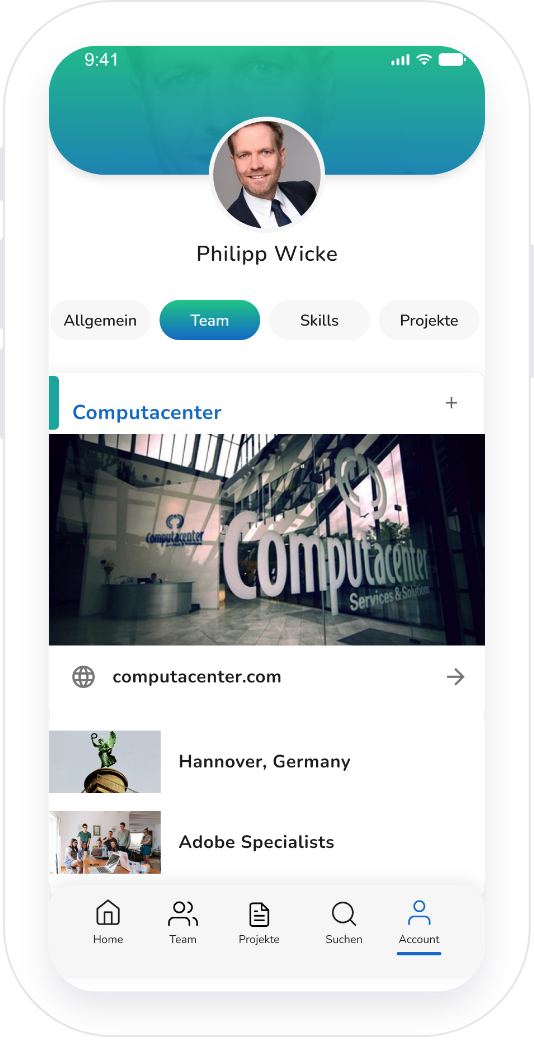 9:41
Philipp Wicke
Allgemein
Team
Skills
Projekte
Computacenter
+
Computacenter
Computacenter
Services & Solutions
computacenter.com
Hannover, Germany
Adobe Specialists
Home
Team
Projekte
Suchen
Account